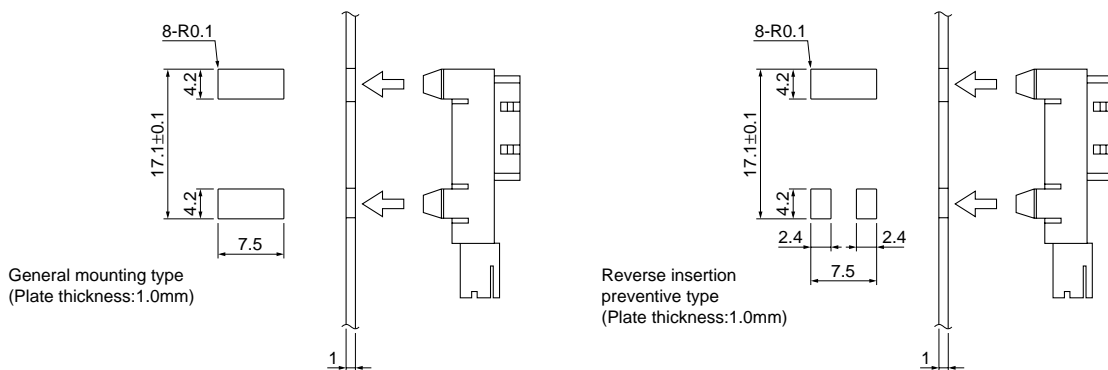 8-R0.1
4.2
17.1±0.1
4.2
7.5
General mounting type
(Plate thickness:1.0mm)
1
8-R0.1
4.2
17.1±0.1
4.2
2.4
2.4
7.5
Reverse insertion
preventive type
(Plate thickness:1.0mm)
1